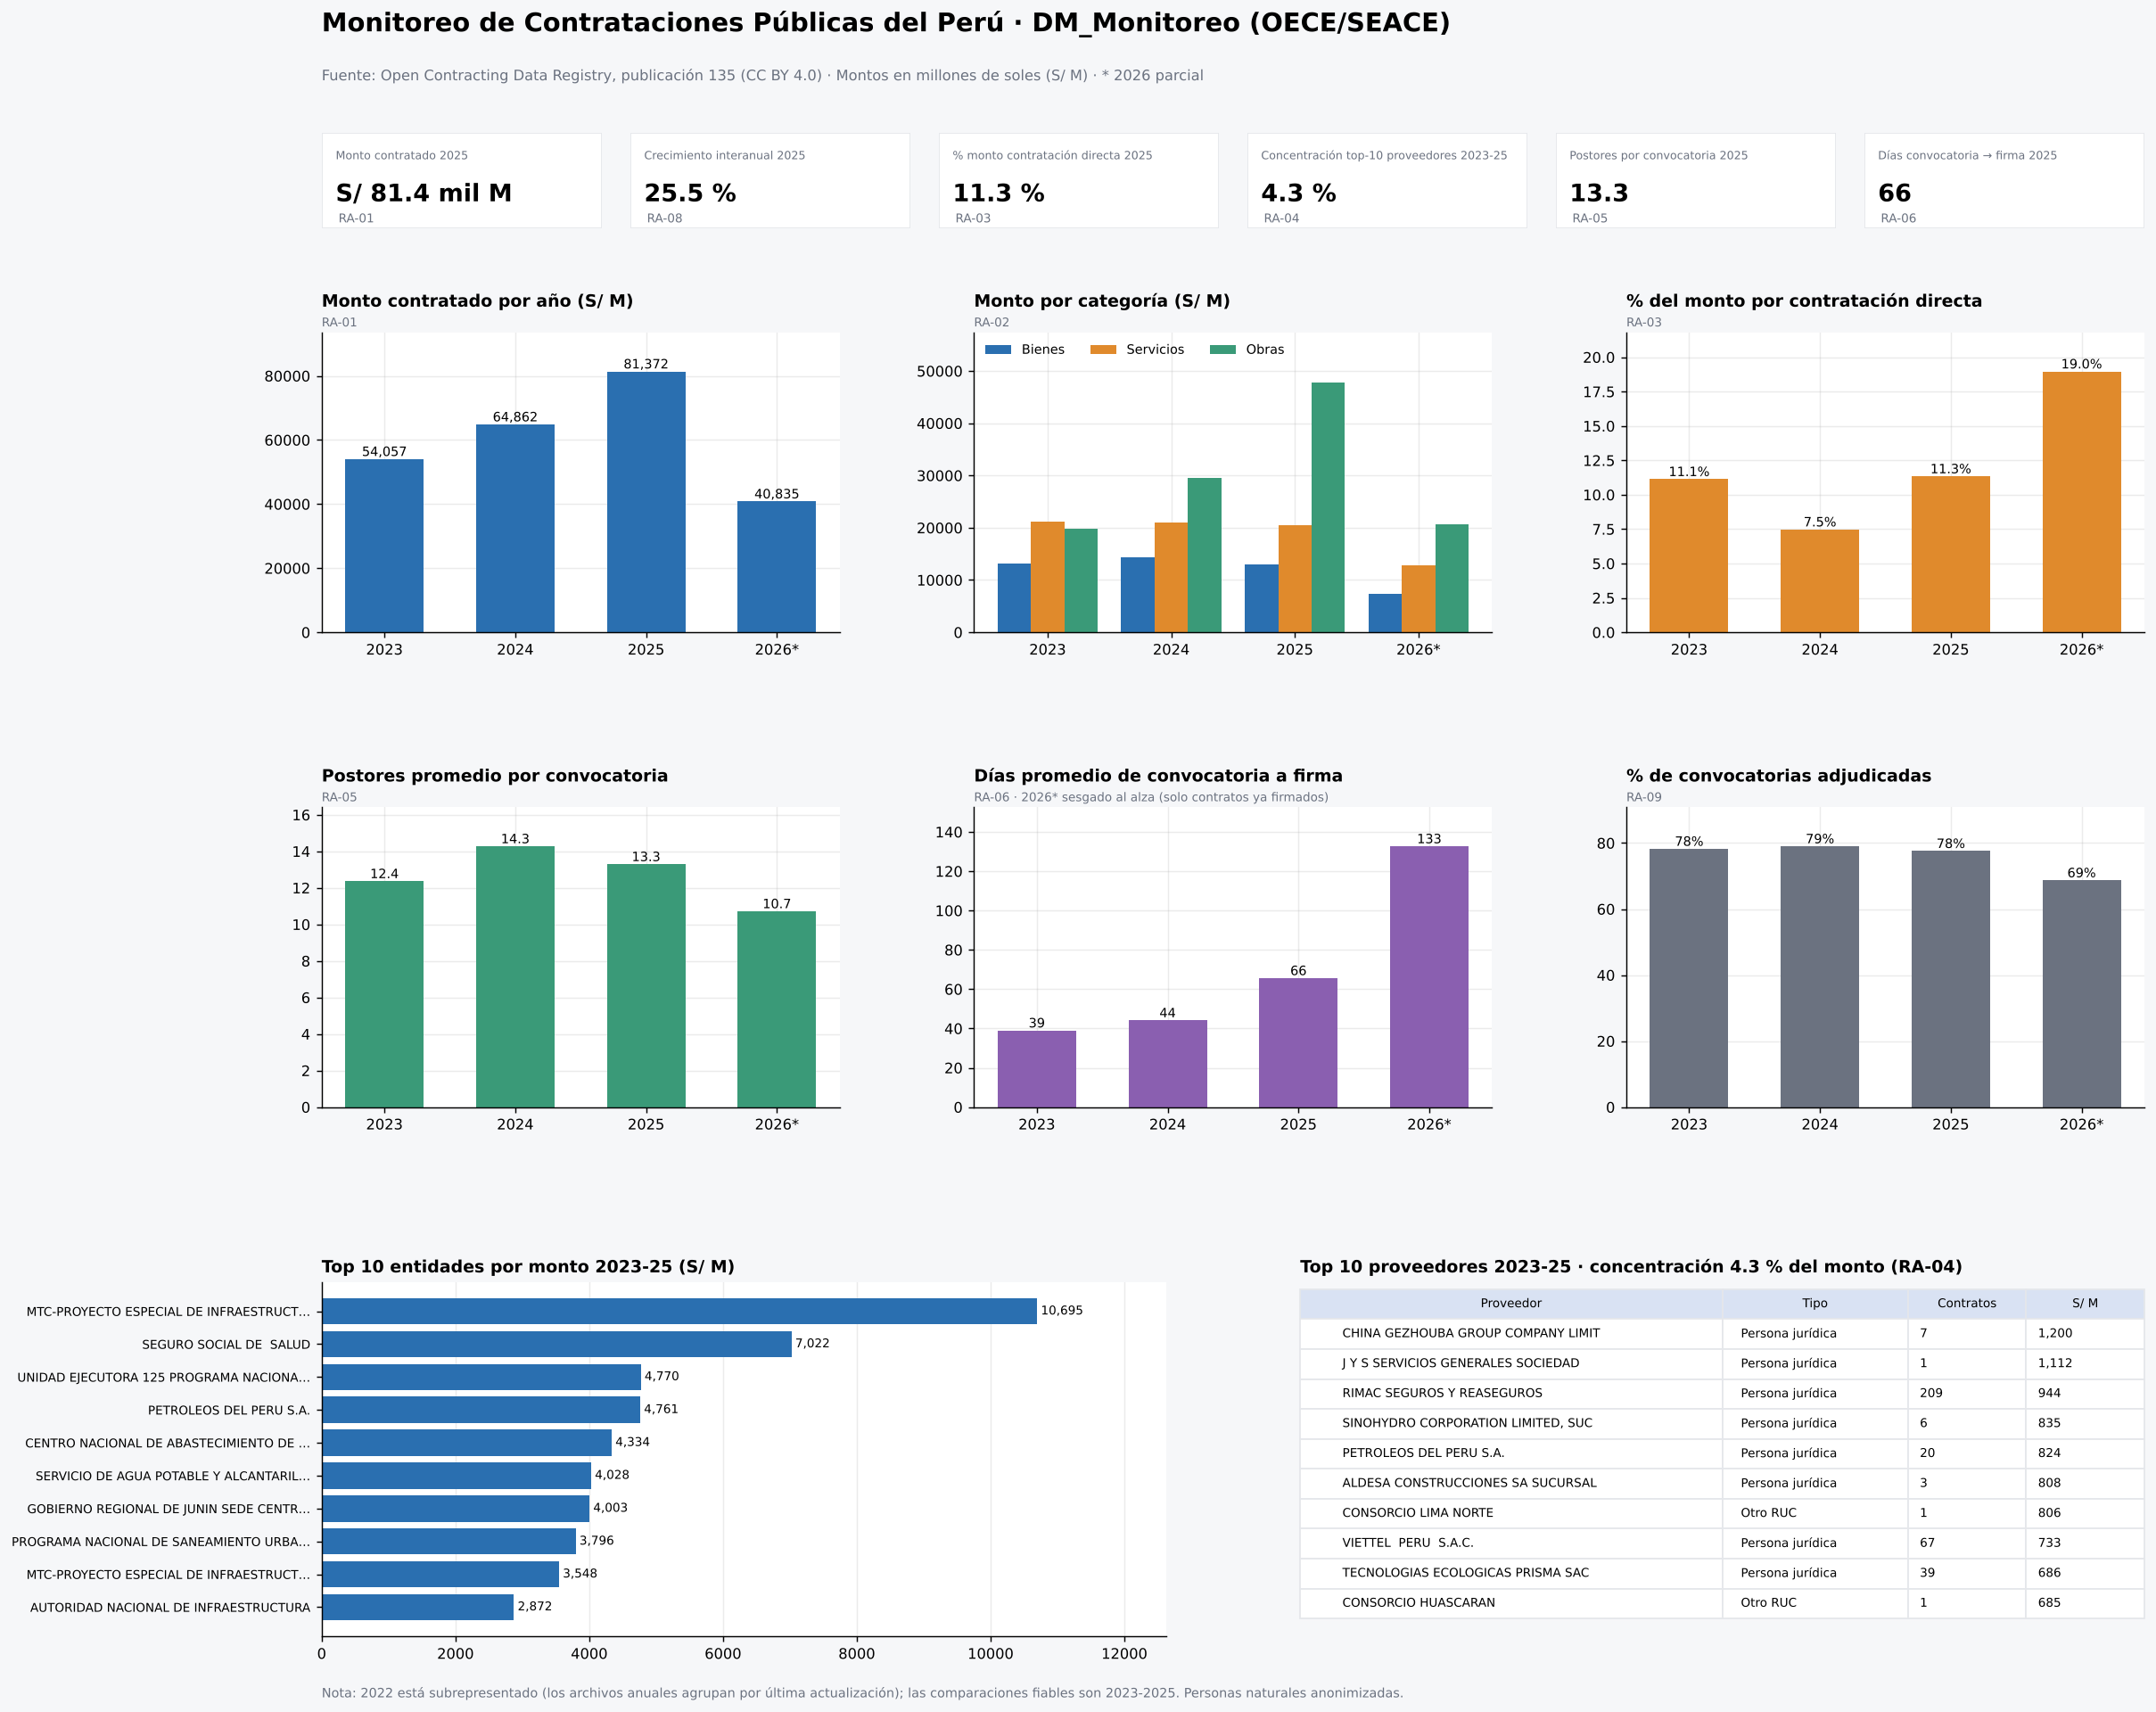 Monitoreo de Contrataciones Públicas del Perú · DM_Monitoreo (OECE/SEACE)
Fuente: Open Contracting Data Registry, publicación 135 (CC BY 4.0) · Montos en millones de soles (S/ M) · * 2026 parcial
Monto contratado 2025
S/ 81.4 mil M
RA-01
Crecimiento interanual 2025
25.5 %
RA-08
% monto contratación directa 2025
11.3 %
RA-03
Concentración top-10 proveedores 2023-25
4.3 %
RA-04
Postores por convocatoria 2025
13.3
RA-05
Días convocatoria → firma 2025
66
RA-06
Monto contratado por año (S/ M)
RA-01
80000
60000
40000
20000
0
54,057
64,862
81,372
40,835
2023 2024 2025 2026*
Monto por categoría (S/ M)
RA-02
Bienes Servicios Obras
50000
40000
30000
20000
10000
0
2023 2024 2025 2026*
% del monto por contratación directa
RA-03
20.0
17.5
15.0
12.5
10.0
7.5
5.0
2.5
0.0
11.1%
7.5%
11.3%
19.0%
2023 2024 2025 2026*
Postores promedio por convocatoria
RA-05
16
14
12
10
8
6
4
2
0
12.4
14.3
13.3
10.7
2023 2024 2025 2026*
Días promedio de convocatoria a firma
RA-06 · 2026* sesgado al alza (solo contratos ya firmados)
140
120
100
80
60
40
20
0
39
44
66
133
2023 2024 2025 2026*
% de convocatorias adjudicadas
RA-09
80
60
40
20
0
78%
79%
78%
69%
2023 2024 2025 2026*
Top 10 entidades por monto 2023-25 (S/ M)
MTC-PROYECTO ESPECIAL DE INFRAESTRUCT… 10,695
SEGURO SOCIAL DE  SALUD 7,022
UNIDAD EJECUTORA 125 PROGRAMA NACIONA… 4,770
PETROLEOS DEL PERU S.A. 4,761
CENTRO NACIONAL DE ABASTECIMIENTO DE … 4,334
SERVICIO DE AGUA POTABLE Y ALCANTARIL… 4,028
GOBIERNO REGIONAL DE JUNIN SEDE CENTR… 4,003
PROGRAMA NACIONAL DE SANEAMIENTO URBA… 3,796
MTC-PROYECTO ESPECIAL DE INFRAESTRUCT… 3,548
AUTORIDAD NACIONAL DE INFRAESTRUCTURA 2,872
0 2000 4000 6000 8000 10000 12000
Top 10 proveedores 2023-25 · concentración 4.3 % del monto (RA-04)
Proveedor Tipo Contratos S/ M
CHINA GEZHOUBA GROUP COMPANY LIMIT Persona jurídica 7 1,200
J Y S SERVICIOS GENERALES SOCIEDAD Persona jurídica 1 1,112
RIMAC SEGUROS Y REASEGUROS Persona jurídica 209 944
SINOHYDRO CORPORATION LIMITED, SUC Persona jurídica 6 835
PETROLEOS DEL PERU S.A. Persona jurídica 20 824
ALDESA CONSTRUCCIONES SA SUCURSAL Persona jurídica 3 808
CONSORCIO LIMA NORTE Otro RUC 1 806
VIETTEL  PERU  S.A.C. Persona jurídica 67 733
TECNOLOGIAS ECOLOGICAS PRISMA SAC Persona jurídica 39 686
CONSORCIO HUASCARAN Otro RUC 1 685
Nota: 2022 está subrepresentado (los archivos anuales agrupan por última actualización); las comparaciones fiables son 2023-2025. Personas naturales anonimizadas.